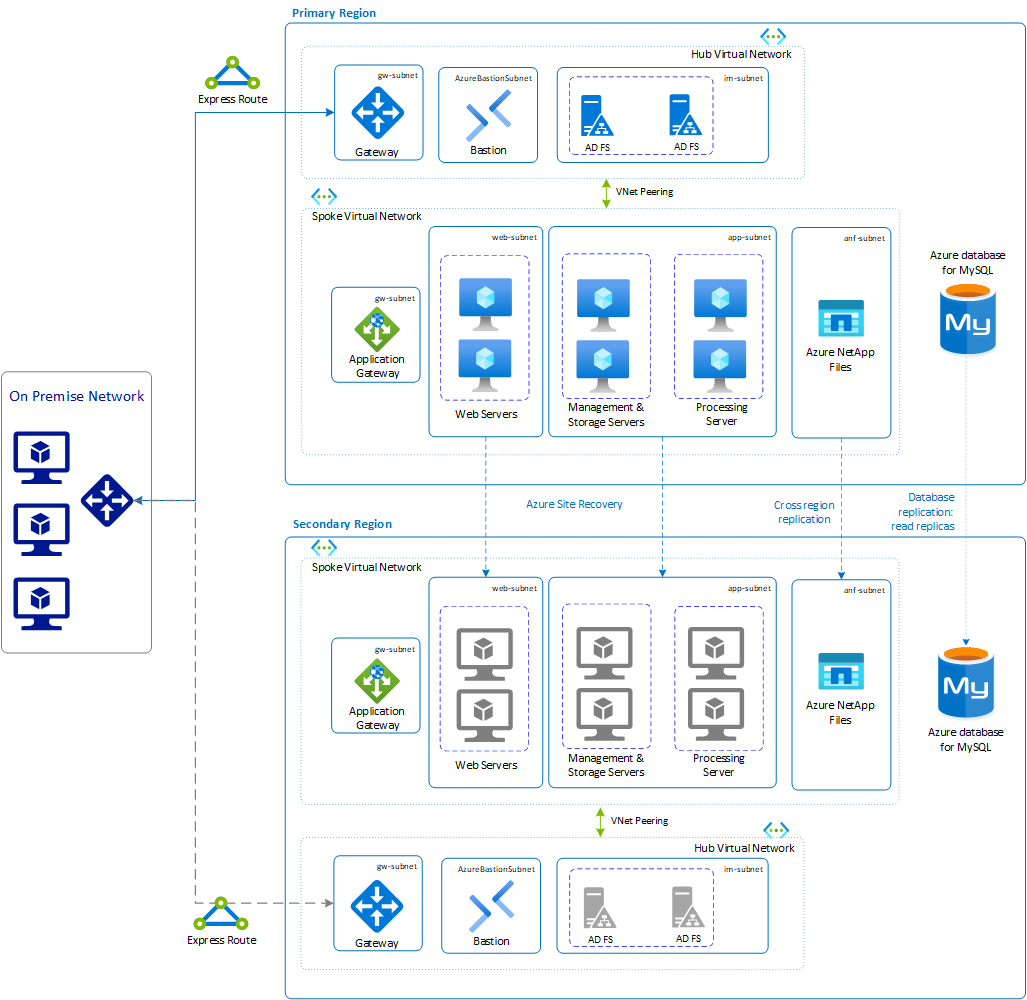 Primary Region
Hub Virtual Network
Express Route
gw-subnet
Gateway
AzureBastionSubnet
Bastion
im-subnet
AD FS
AD FS
VNet Peering
Spoke Virtual Network
gw-subnet
Application
Gateway
web-subnet
Web Servers
app-subnet
Management &
Storage Servers
Processing
Server
anf-subnet
Azure NetApp
Files
Azure database
for MySQL
My
On Premise Network
Azure Site Recovery
Cross region
replication
Database
replication:
read replicas
Secondary Region
Spoke Virtual Network
gw-subnet
Application
Gateway
web-subnet
Web Servers
app-subnet
Management &
Storage Servers
Processing
Server
anf-subnet
Azure NetApp
Files
My
Azure database
for MySQL
VNet Peering
Hub Virtual Network
Express Route
gw-subnet
Gateway
AzureBastionSubnet
Bastion
im-subnet
AD FS
AD FS